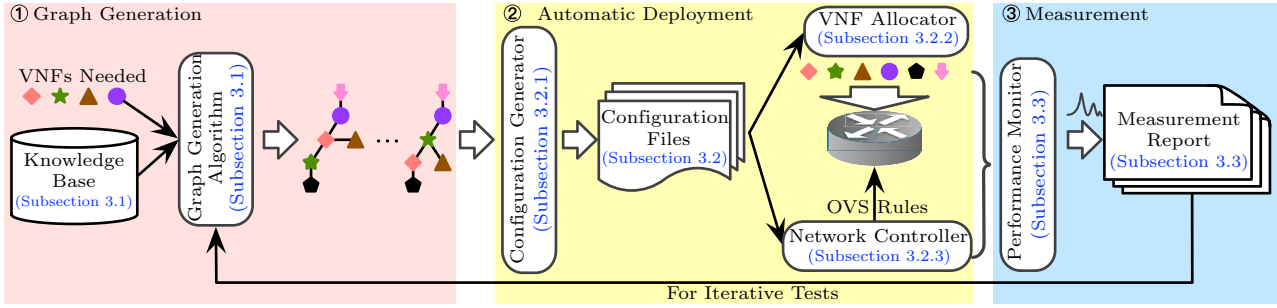 ① Graph Generation
VNFs Needed
Knowledge
Base
(Subsection 3.1)
Graph Generation
Algorithm
(Subsection 3.1)
...
② Automatic Deployment
Configuration Generator
(Subsection 3.2.1)
Configuration
Files
(Subsection 3.2)
VNF Allocator
(Subsection 3.2.2)
OVS Rules
Network Controller
(Subsection 3.2.3)
③ Measurement
Performance Monitor
(Subsection 3.3)
Measurement
Report
(Subsection 3.3)
For Iterative Tests